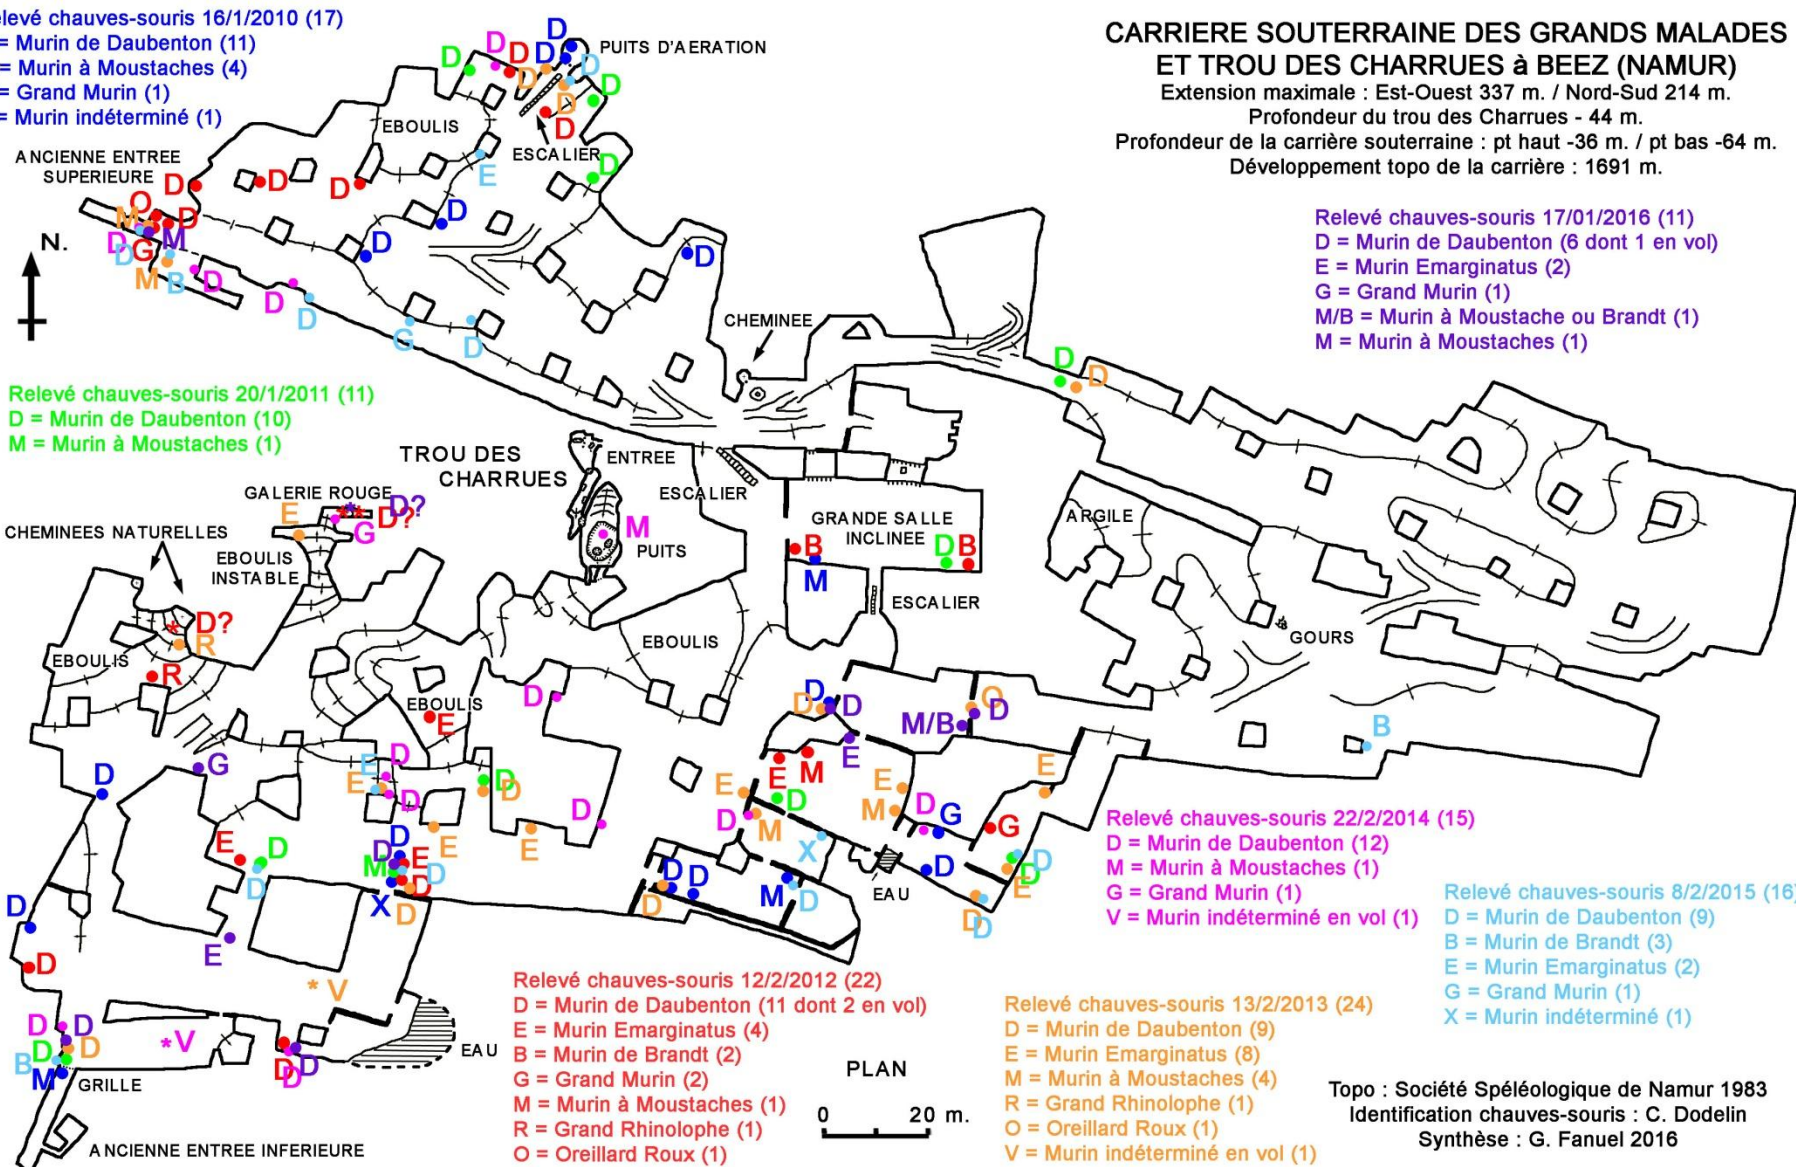 elevé chauves-souris 16/1/2010 (17)
= Murin de Daubenton (11)
= Murin à Moustaches (4)
= Grand Murin (1)
= Murin indéterminé (1)
CARRIERE SOUTERRAINE DES GRANDS MALADES
ET TROU DES CHARRUES à BEEZ (NAMUR)
Extension maximale : Est-Ouest 337 m. / Nord-Sud 214 m.
Profondeur du trou des Charrues - 44 m.
Profondeur de la carrière souterraine : pt haut -36 m. / pt bas -64 m.
Développement topo de la carrière : 1691 m.
PUITS D'AERATION
EBOULIS
ESCALIER
ANCIENNE ENTREE
SUPERIEURE
N.
Relevé chauves-souris 17/01/2016 (11)
D = Murin de Daubenton (6 dont 1 en vol)
E = Murin Emarginatus (2)
G = Grand Murin (1)
M/B = Murin à Moustache ou Brandt (1)
M = Murin à Moustaches (1)
CHEMINEE
Relevé chauves-souris 20/1/2011 (11)
D = Murin de Daubenton (10)
M = Murin à Moustaches (1)
TROU DES
CHARRUES
ENTREE
ESCALIER
PUITS
M
GALERIE ROUGE
D?
D?
E
G
CHEMINEES NATURELLES
EBOULIS
INSTABLE
GRANDE SALLE
INCLINEE
B
M
D
B
ESCALIER
ARGILE
GOURS
D?
R
R
EBOULIS
EBOULIS
EBOULIS
E
M/B
EAU
X
V
V
EAU
GRILLE
ANCIENNE ENTREE INFERIEURE
Relevé chauves-souris 22/2/2014 (15)
D = Murin de Daubenton (12)
M = Murin à Moustaches (1)
G = Grand Murin (1)
V = Murin indéterminé en vol (1)
Relevé chauves-souris 8/2/2015 (16)
D = Murin de Daubenton (9)
B = Murin de Brandt (3)
E = Murin Emarginatus (2)
G = Grand Murin (1)
X = Murin indéterminé (1)
Relevé chauves-souris 12/2/2012 (22)
D = Murin de Daubenton (11 dont 2 en vol)
E = Murin Emarginatus (4)
B = Murin de Brandt (2)
G = Grand Murin (2)
M = Murin à Moustaches (1)
R = Grand Rhinolophe (1)
O = Oreillard Roux (1)
PLAN
0 20 m.
Relevé chauves-souris 13/2/2013 (24)
D = Murin de Daubenton (9)
E = Murin Emarginatus (8)
M = Murin à Moustaches (4)
R = Grand Rhinolophe (1)
O = Oreillard Roux (1)
V = Murin indéterminé en vol (1)
Topo : Société Spéléologique de Namur 1983
Identification chauves-souris : C. Dodelin
Synthèse : G. Fanuel 2016